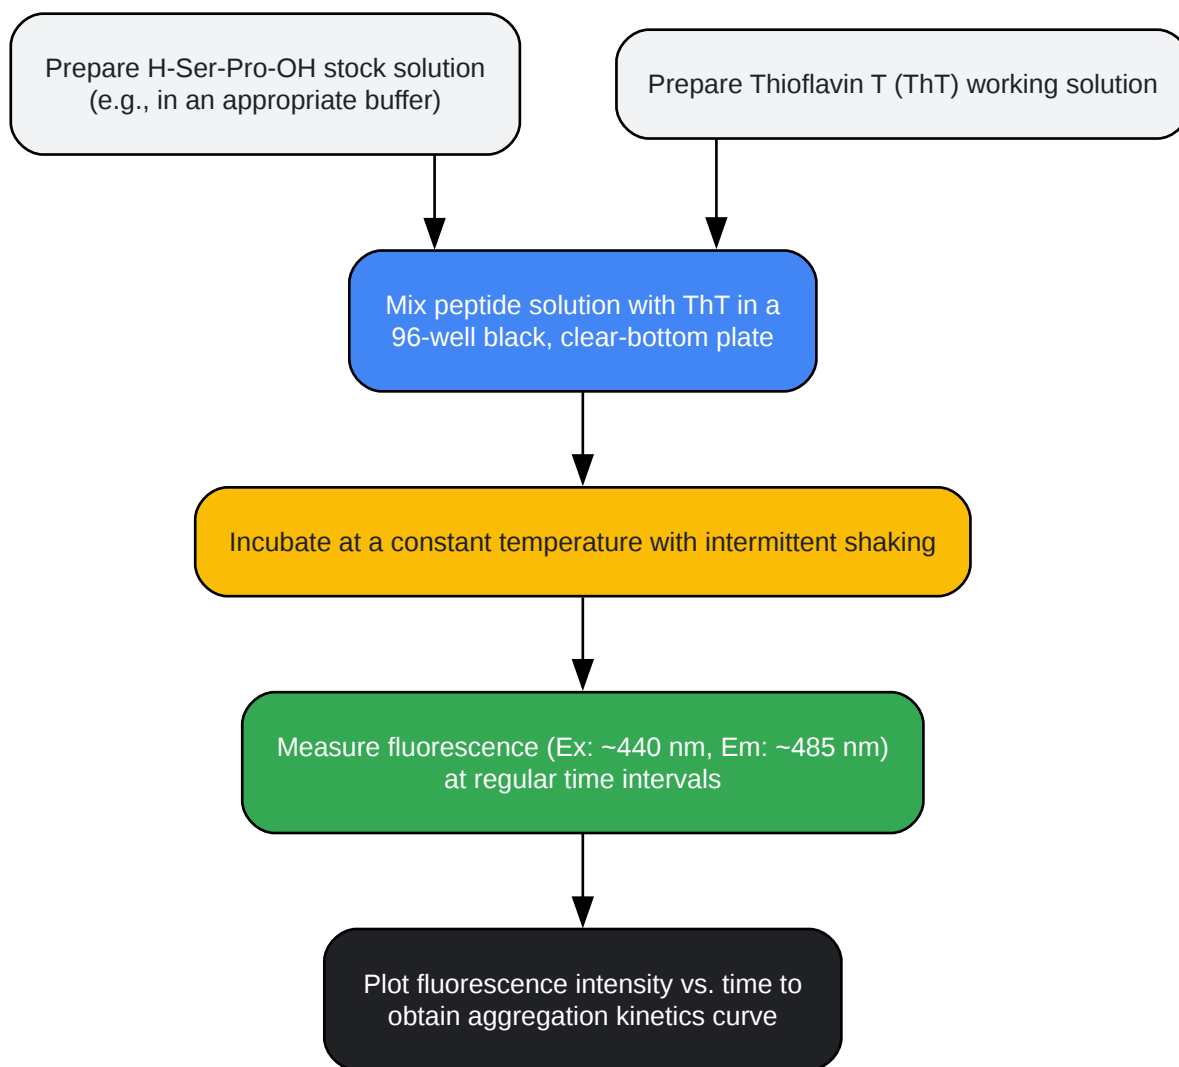 Prepare H-Ser-Pro-OH stock solution
(e.g., in an appropriate buffer)
Prepare Thioflavin T (ThT) working solution
Mix peptide solution with ThT in a
96-well black, clear-bottom plate
Incubate at a constant temperature with intermittent shaking
Measure fluorescence (Ex: ~440 nm, Em: ~485 nm)
at regular time intervals
Plot fluorescence intensity vs. time to
obtain aggregation kinetics curve